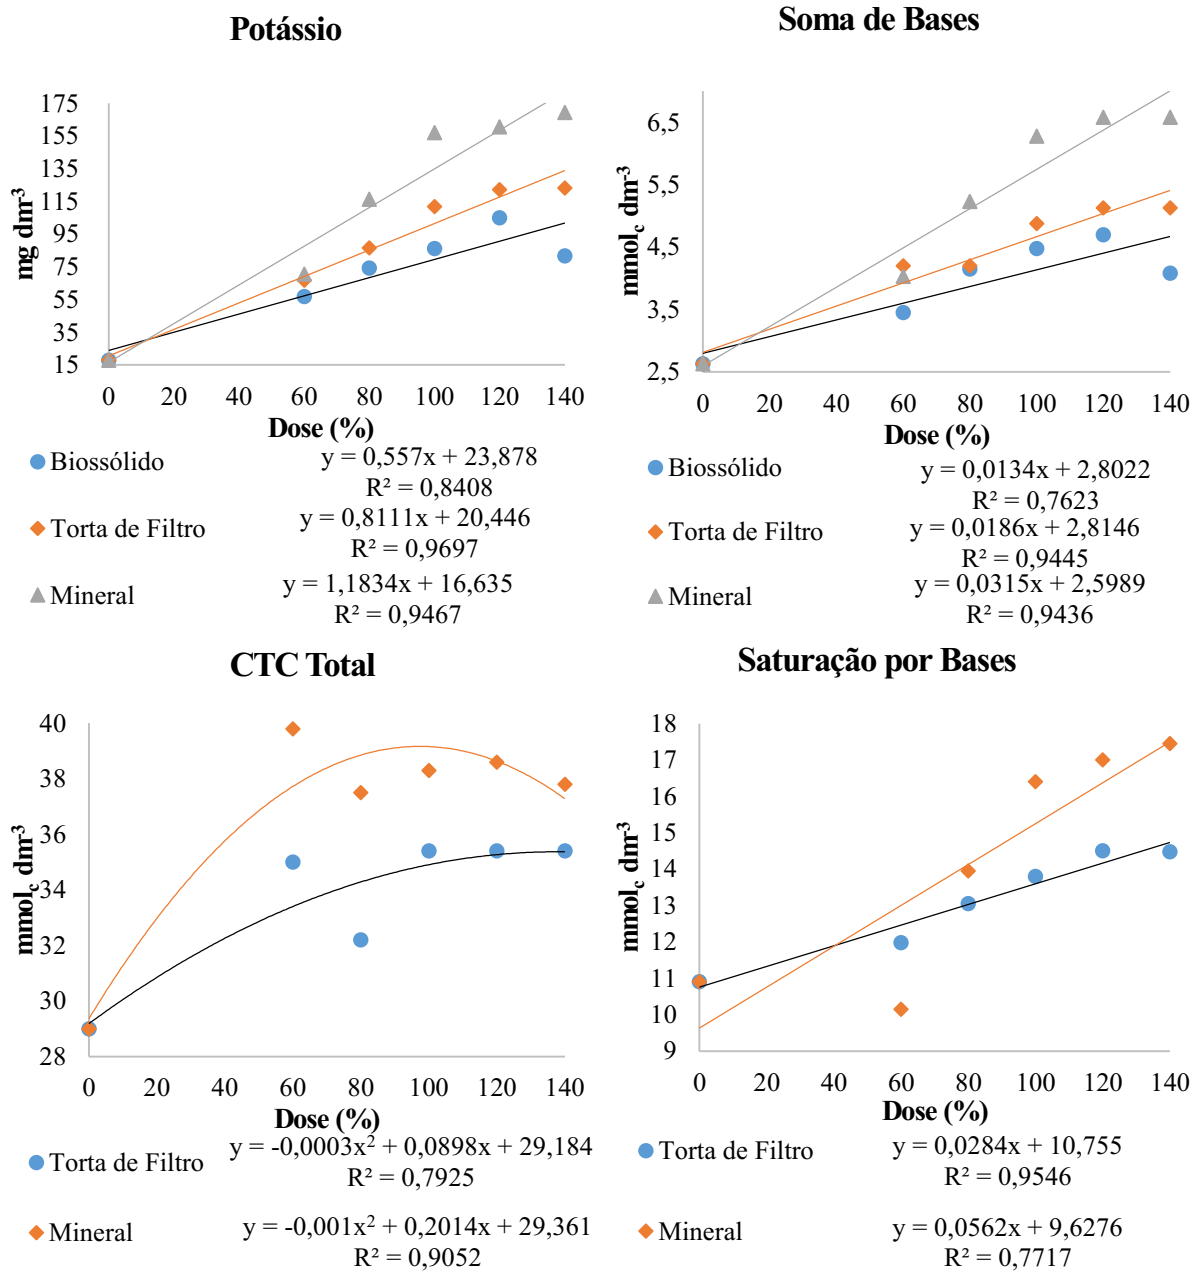 Potássio
175
155
135
115
95
75
55
35
15
mg dm⁻³
0 20 40 60 80 100 120 140
Dose (%)
Biossólido
y = 0,557x + 23,878
R² = 0,8408
Torta de Filtro
y = 0,8111x + 20,446
R² = 0,9697
Mineral
y = 1,1834x + 16,635
R² = 0,9467
Soma de Bases
6,5
5,5
4,5
3,5
2,5
mmolc dm⁻³
0 20 40 60 80 100 120 140
Dose (%)
Biossólido
y = 0,0134x + 2,8022
R² = 0,7623
Torta de Filtro
y = 0,0186x + 2,8146
R² = 0,9445
Mineral
y = 0,0315x + 2,5989
R² = 0,9436
CTC Total
40
38
36
34
32
30
28
mmolc dm⁻³
0 20 40 60 80 100 120 140
Dose (%)
Torta de Filtro
y = -0,0003x² + 0,0898x + 29,184
R² = 0,7925
Mineral
y = -0,001x² + 0,2014x + 29,361
R² = 0,9052
Saturação por Bases
18
17
16
15
14
13
12
11
10
9
mmolc dm⁻³
0 20 40 60 80 100 120 140
Dose (%)
Torta de Filtro
y = 0,0284x + 10,755
R² = 0,9546
Mineral
y = 0,0562x + 9,6276
R² = 0,7717